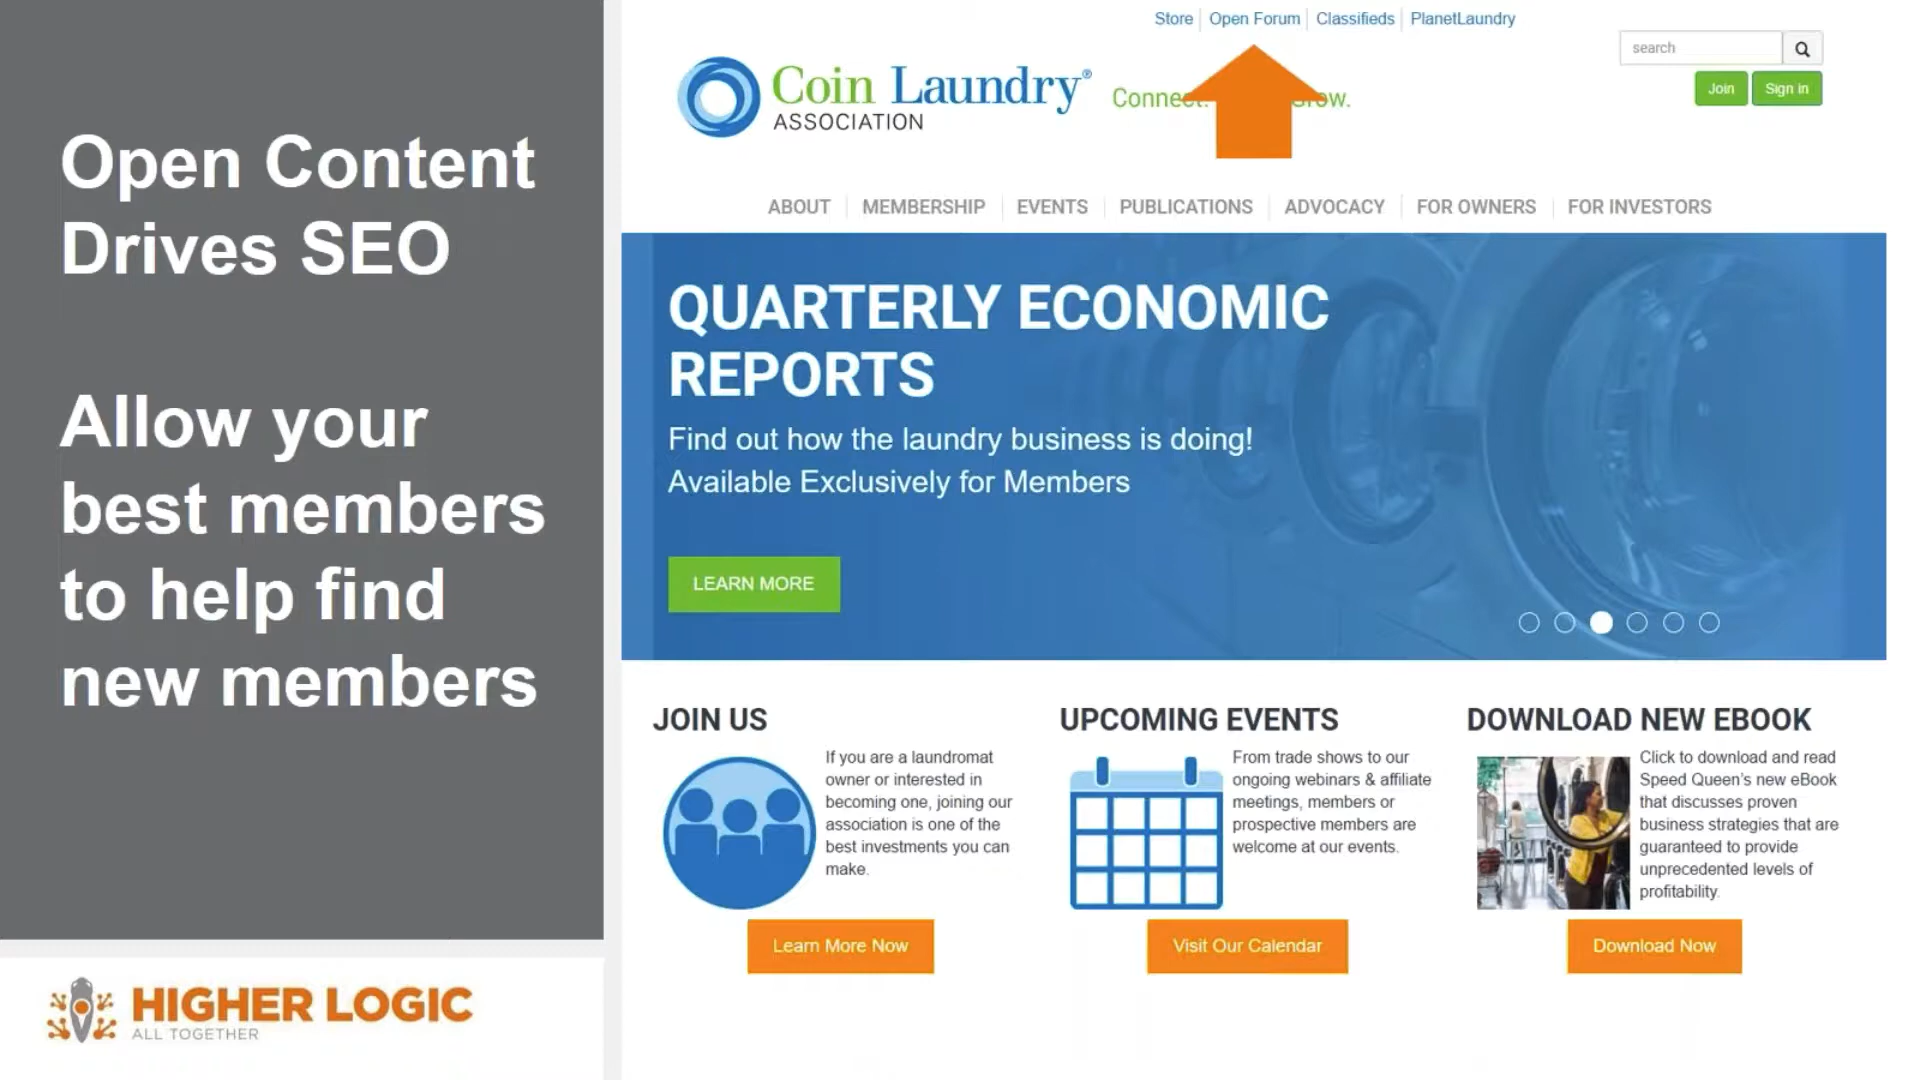 Open Content
Drives SEO
Allow your
best members
to help find
new members
HIGHER LOGIC
ALL TOGETHER
Store
Open Forum
Classifieds
PlanetLaundry
search
Join
Sign in
Coin Laundry®
ASSOCIATION
Connect.
ABOUT
MEMBERSHIP
EVENTS
PUBLICATIONS
ADVOCACY
FOR OWNERS
FOR INVESTORS
QUARTERLY ECONOMIC
REPORTS
Find out how the laundry business is doing!
Available Exclusively for Members
LEARN MORE
JOIN US
If you are a laundromat
owner or interested in
becoming one, joining our
association is one of the
best investments you can
make.
Learn More Now
UPCOMING EVENTS
From trade shows to our
ongoing webinars & affiliate
meetings, members or
prospective members are
welcome at our events.
Visit Our Calendar
DOWNLOAD NEW EBOOK
Click to download and read
Speed Queen's new eBook
that discusses proven
business strategies that are
guaranteed to provide
unprecedented levels of
profitability.
Download Now